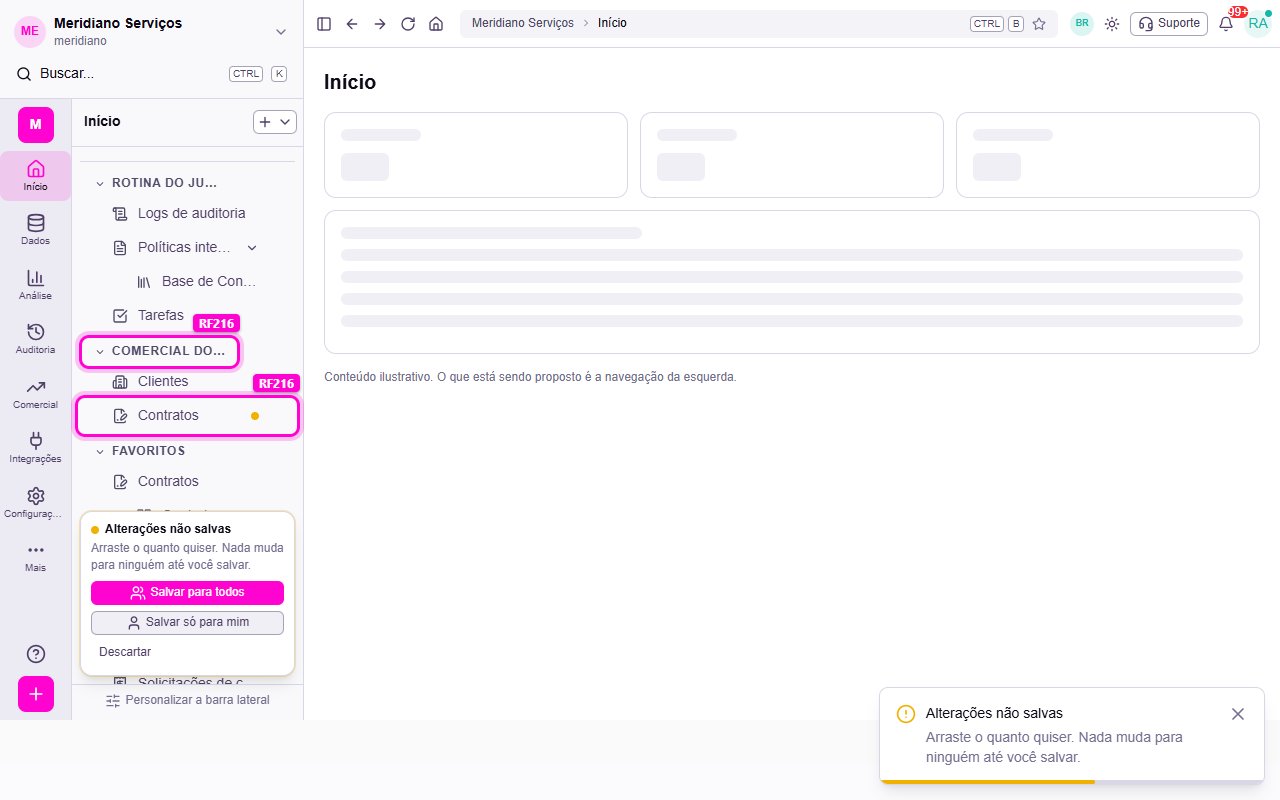 ME
Meridiano Serviços
meridiano
Buscar...
CTRL
K
Meridiano Serviços
Início
CTRL
B
BR
Suporte
99+
RA
M
Início
Dados
Análise
Auditoria
Comercial
Integrações
Configuraç...
Mais
Início
ROTINA DO JU...
Logs de auditoria
Políticas inte...
Base de Con...
Tarefas
RF216
COMERCIAL DO...
Clientes
RF216
Contratos
FAVORITOS
Contratos
Alterações não salvas
Arraste o quanto quiser. Nada muda
para ninguém até você salvar.
Salvar para todos
Salvar só para mim
Descartar
Solicitações de c
Personalizar a barra lateral
Início
Conteúdo ilustrativo. O que está sendo proposto é a navegação da esquerda.
Alterações não salvas
Arraste o quanto quiser. Nada muda para
ninguém até você salvar.